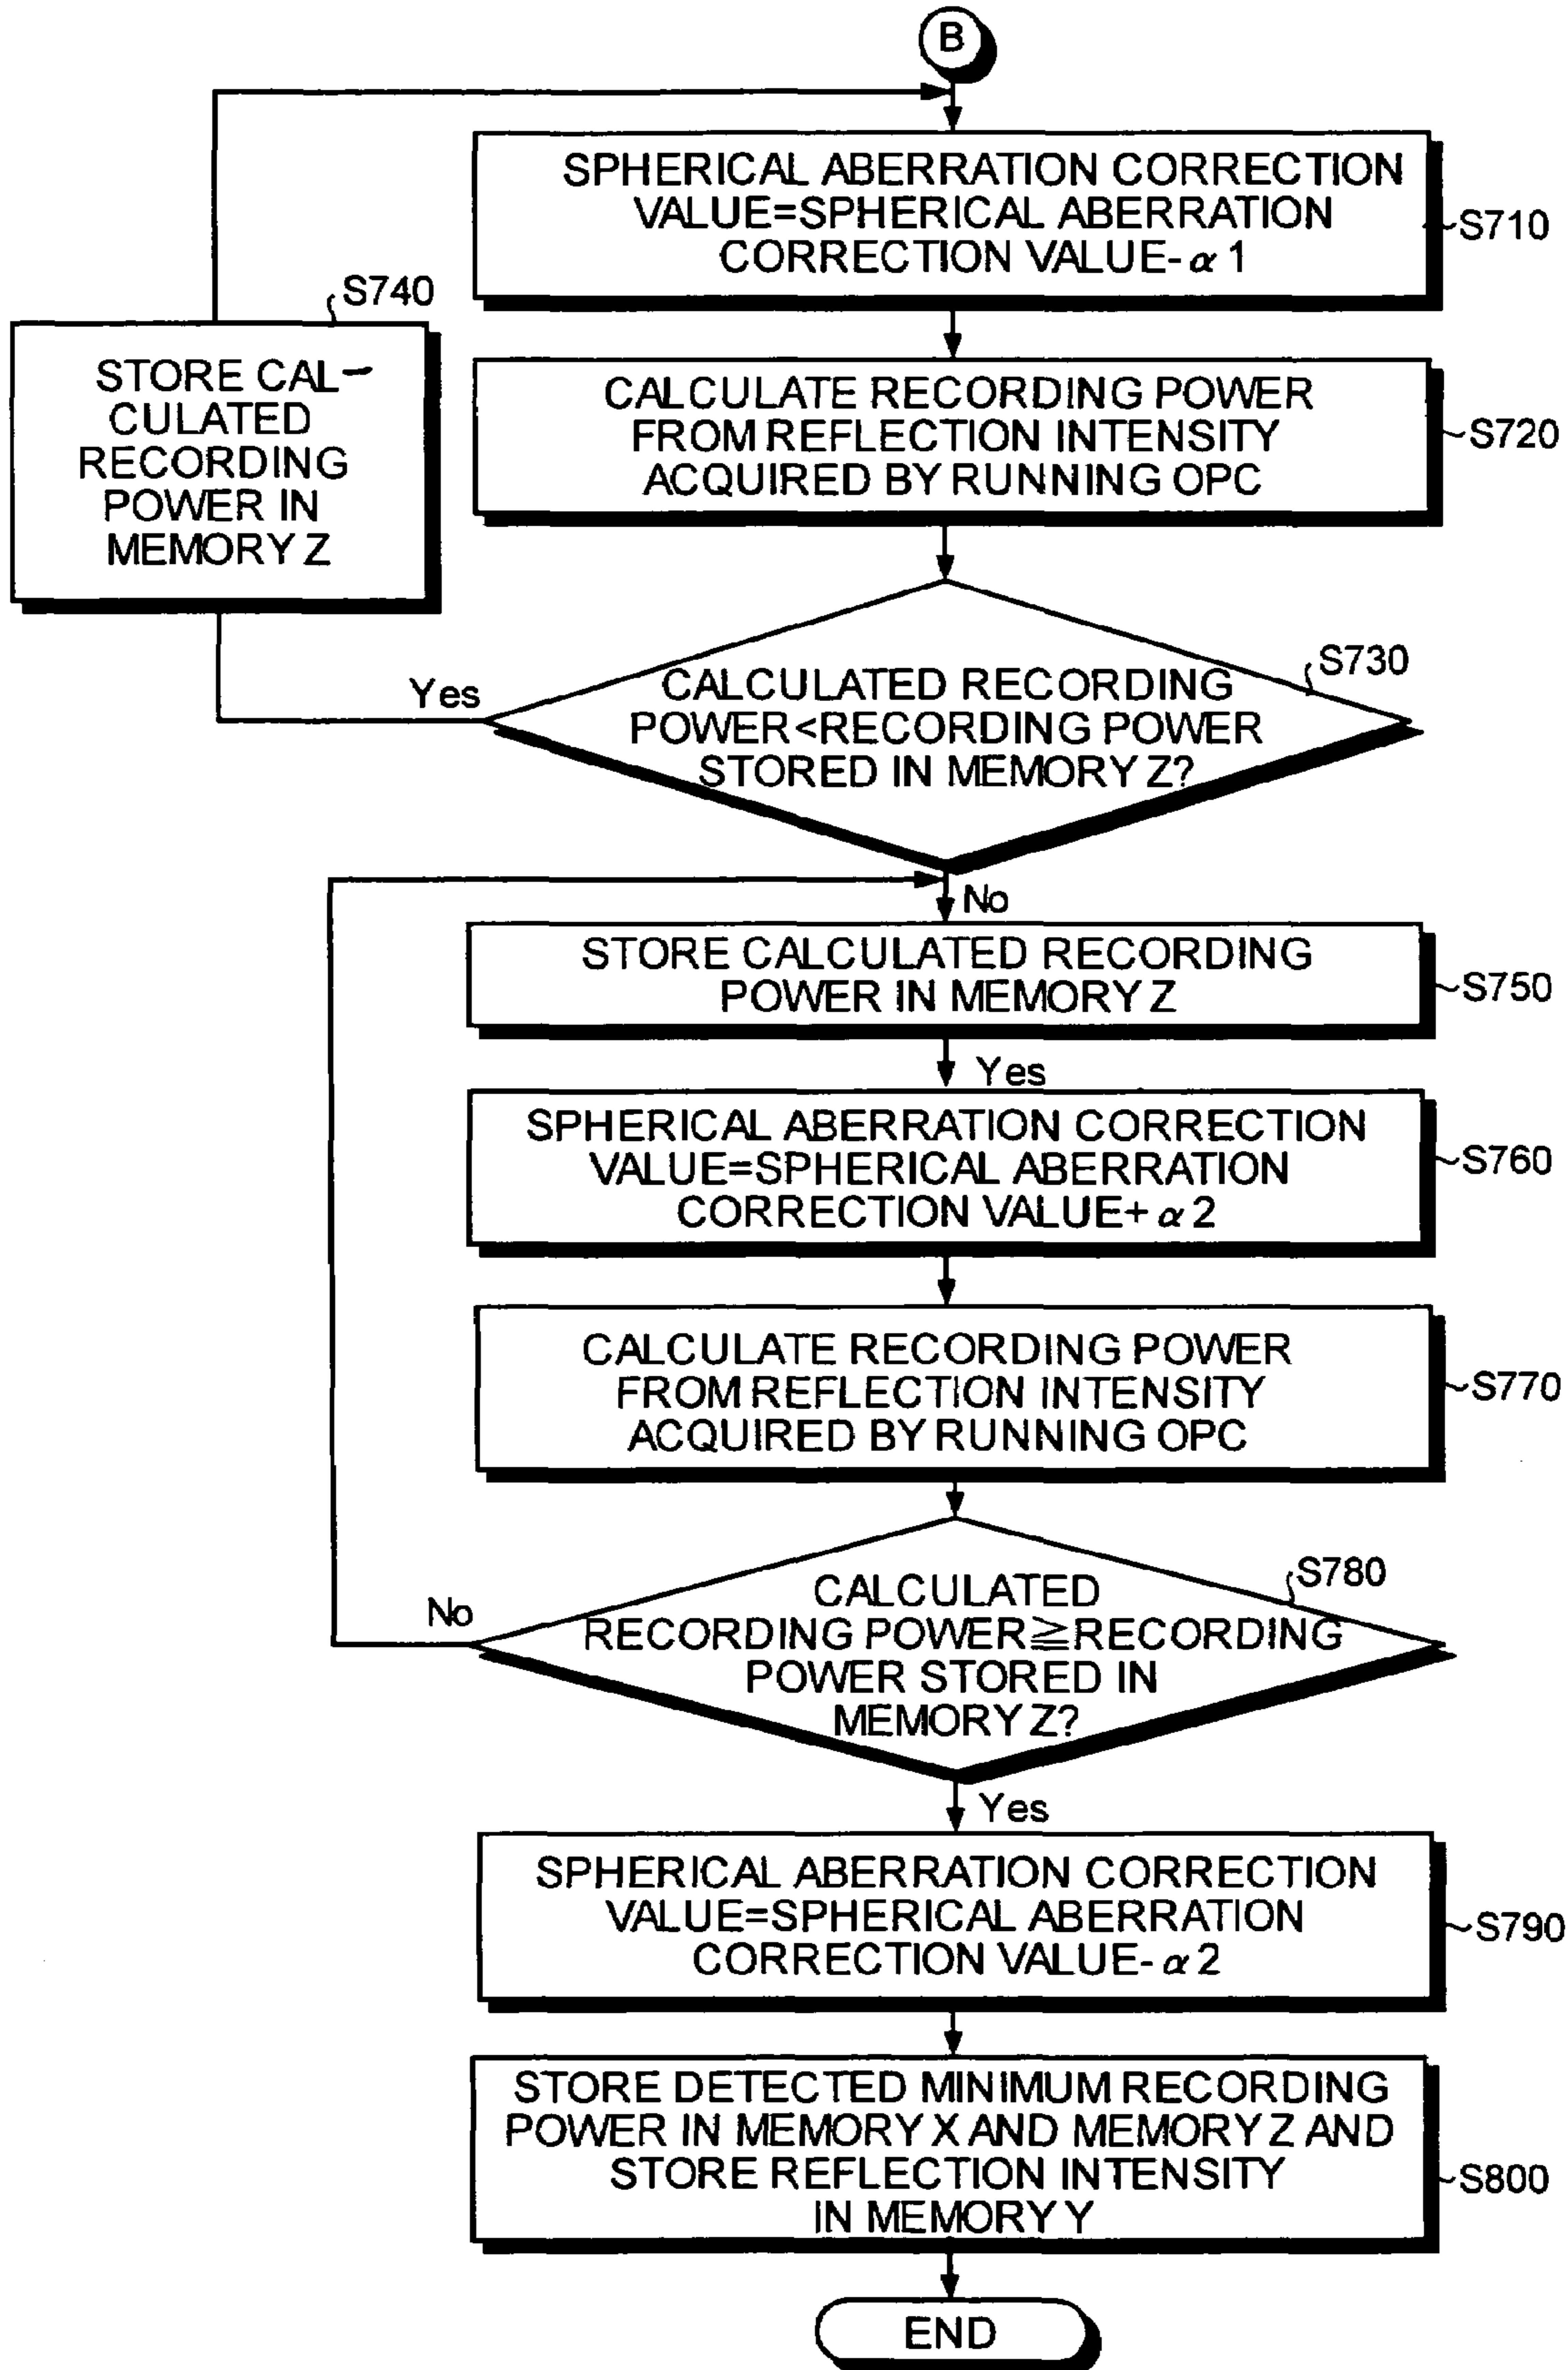 B
SPHERICAL ABERRATION CORRECTION
VALUE=SPHERICAL ABERRATION
CORRECTION VALUE-α1
S710
S740
STORE CAL-
CULATED
RECORDING
POWER IN
MEMORY Z
CALCULATE RECORDING POWER
FROM REFLECTION INTENSITY
ACQUIRED BY RUNNING OPC
S720
S730
Yes
CALCULATED RECORDING
POWER<RECORDING POWER
STORED IN MEMORY Z?
No
STORE CALCULATED RECORDING
POWER IN MEMORY Z
S750
Yes
SPHERICAL ABERRATION CORRECTION
VALUE=SPHERICAL ABERRATION
CORRECTION VALUE+α2
S760
CALCULATE RECORDING POWER
FROM REFLECTION INTENSITY
ACQUIRED BY RUNNING OPC
S770
S780
No
CALCULATED
RECORDING POWER≧RECORDING
POWER STORED IN
MEMORY Z?
Yes
SPHERICAL ABERRATION CORRECTION
VALUE=SPHERICAL ABERRATION
CORRECTION VALUE-α2
S790
STORE DETECTED MINIMUM RECORDING
POWER IN MEMORY X AND MEMORY Z AND
STORE REFLECTION INTENSITY
IN MEMORY Y
S800
END